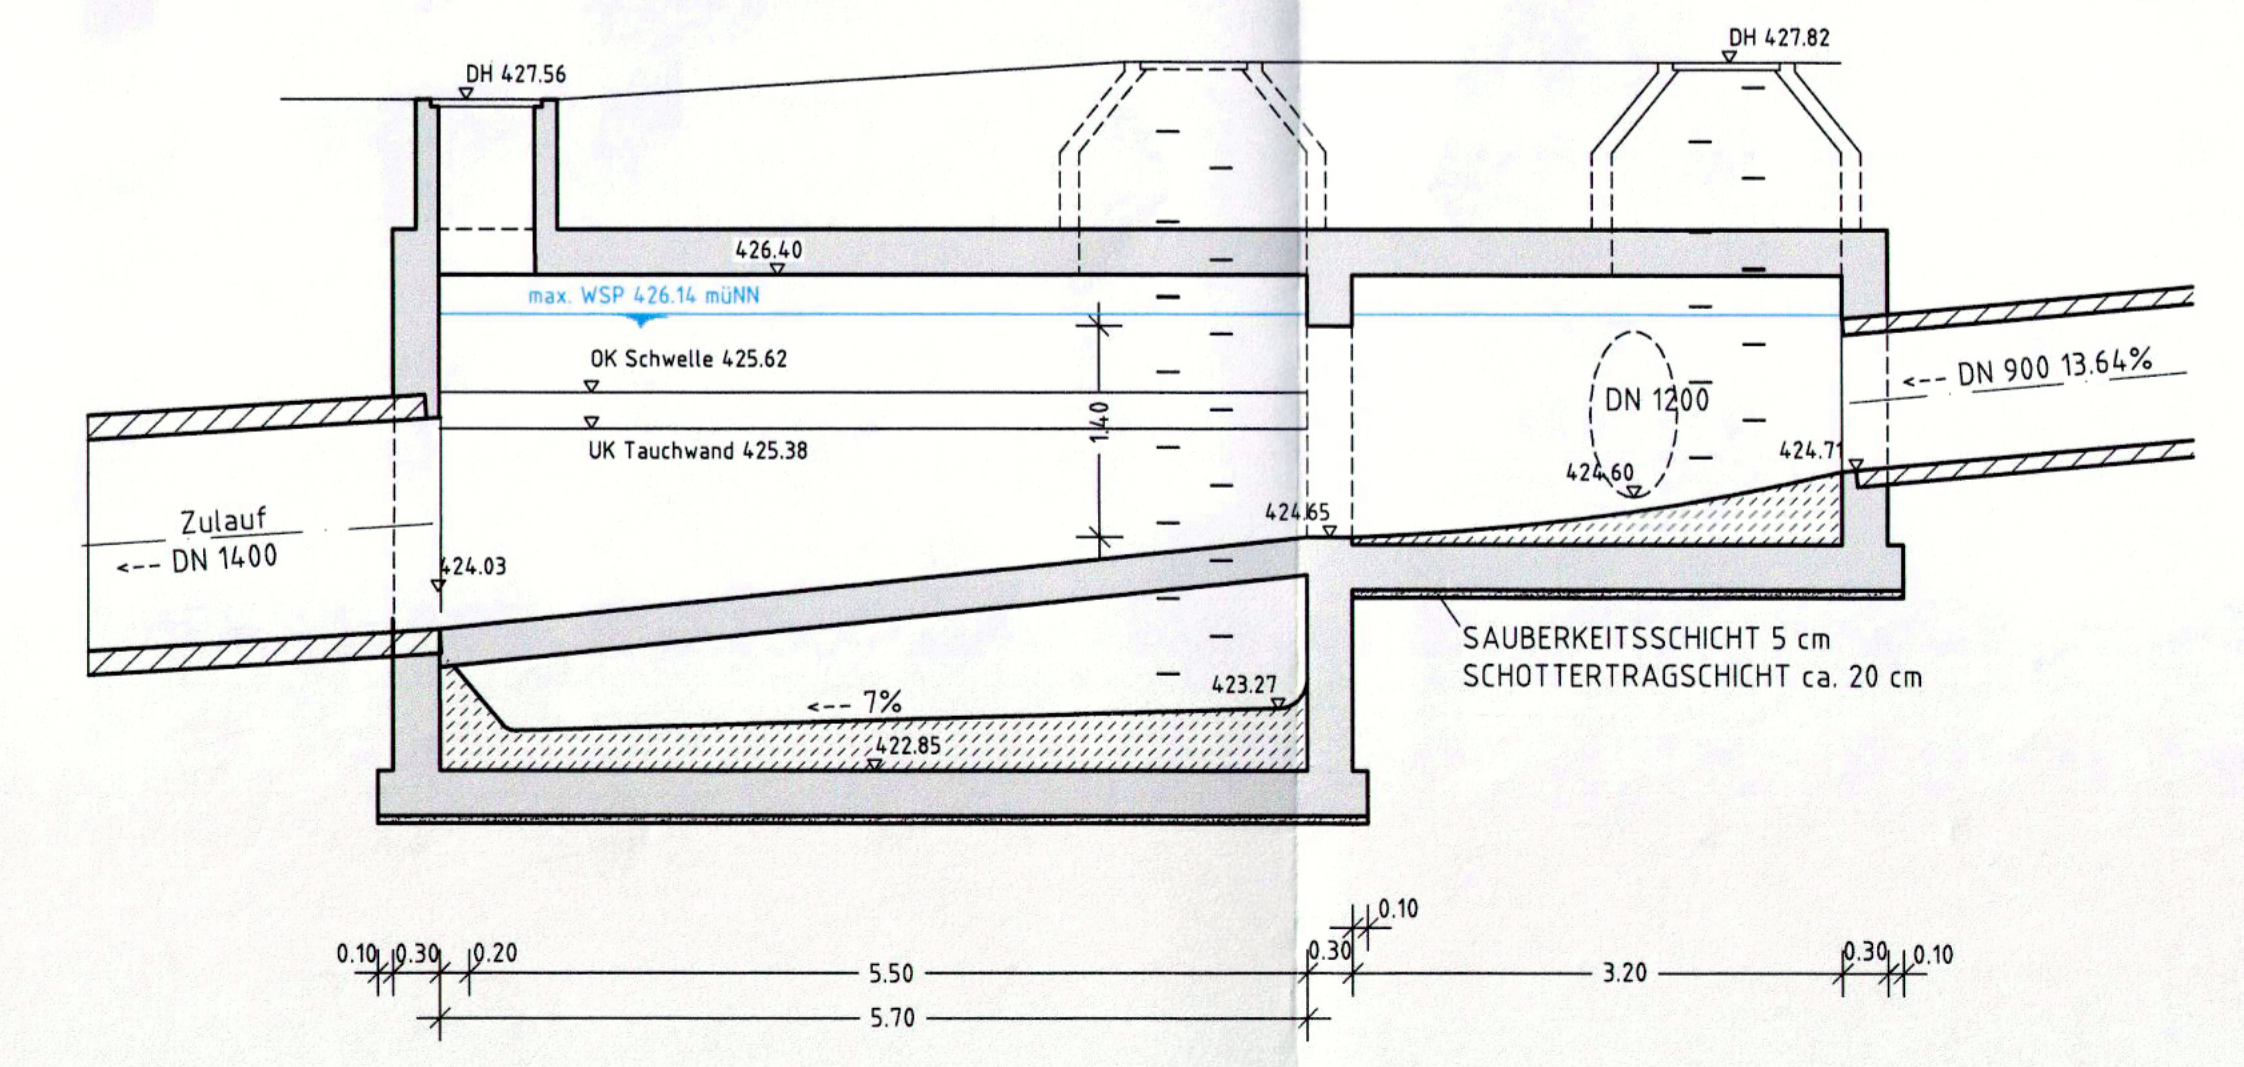 DH 427.82
DH 427.56
426.40
max. WSP 426.14 müNN
OK Schwelle 425.62
UK Tauchwand 425.38
1.40
DN 1200
<-- DN 900 13.64%
424.71
424.60
424.65
Zulauf
<-- DN 1400
424.03
SAUBERKEITSSCHICHT 5 cm
SCHOTTERTRAGSCHICHT ca. 20 cm
423.27
<-- 7%
422.85
0.10
0.10
0.30
0.20
5.50
0.30
3.20
0.30
0.10
5.70